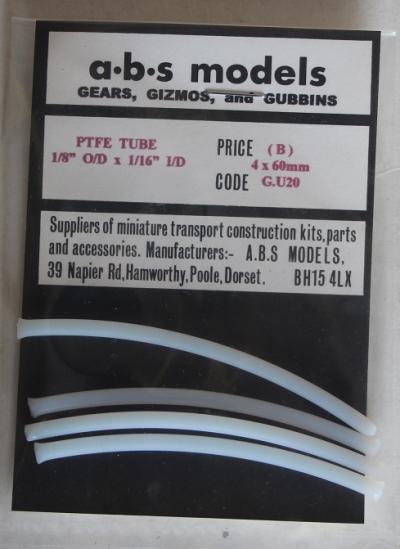 a·b·s models
GEARS, GIZMOS, and GUBBINS
PTFE TUBE
1/8" O/D x 1/16" I/D
PRICE (B)
4 x 60mm
CODE G.U20
Suppliers of miniature transport construction kits,parts
and accessories. Manufacturers:- A.B.S MODELS,
39 Napier Rd,Hamworthy,Poole,Dorset. BH15 4LX